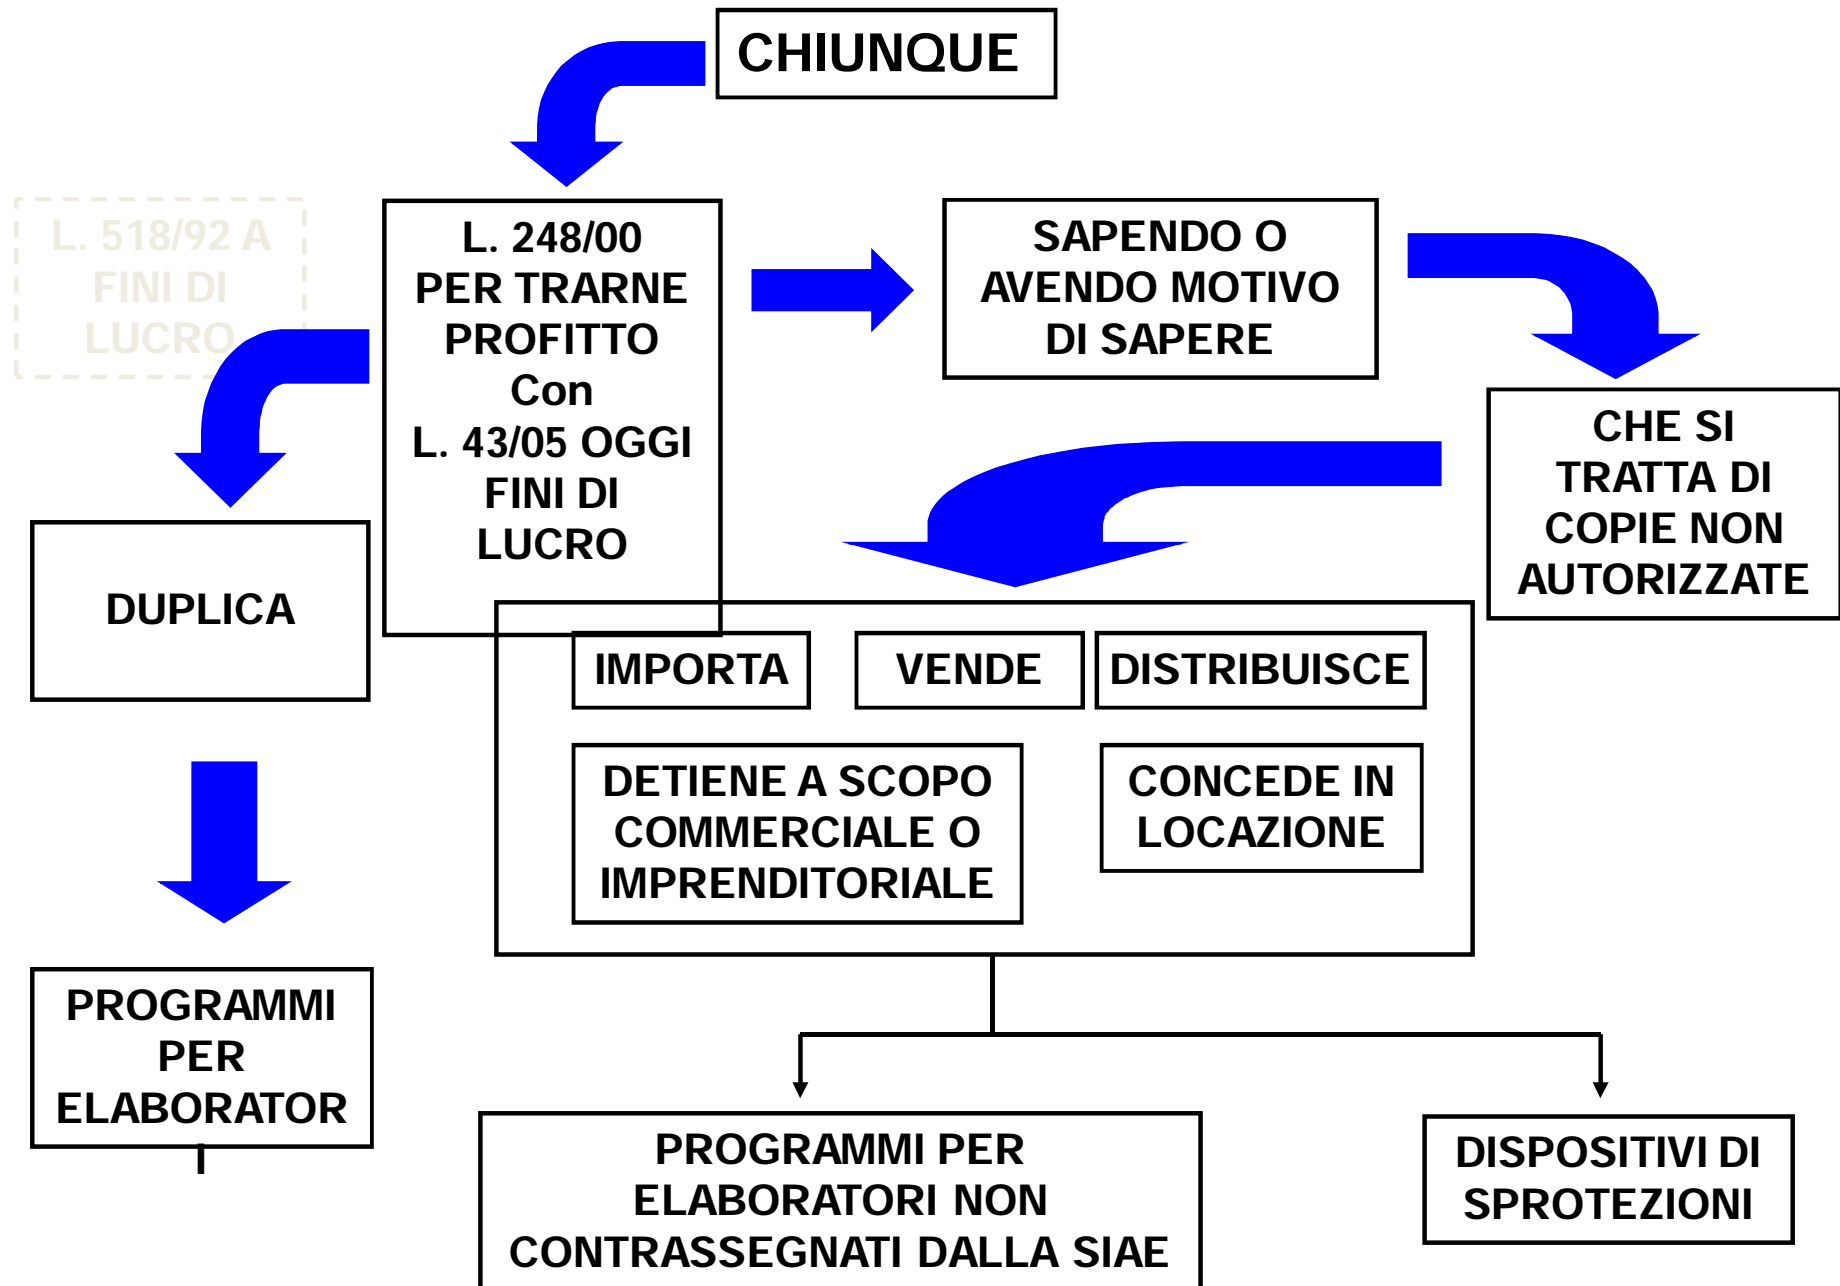 CHIUNQUE
L. 518/92 A
FINI DI
LUCRO
L. 248/00
PER TRARNE
PROFITTO
Con
L. 43/05 OGGI
FINI DI
LUCRO
SAPENDO O
AVENDO MOTIVO
DI SAPERE
CHE SI
TRATTA DI
COPIE NON
AUTORIZZATE
DUPLICA
IMPORTA
VENDE
DISTRIBUISCE
DETIENE A SCOPO
COMMERCIALE O
IMPRENDITORIALE
CONCEDE IN
LOCAZIONE
PROGRAMMI
PER
ELABORATOR
I
PROGRAMMI PER
ELABORATORI NON
CONTRASSEGNATI DALLA SIAE
DISPOSITIVI DI
SPROTEZIONI